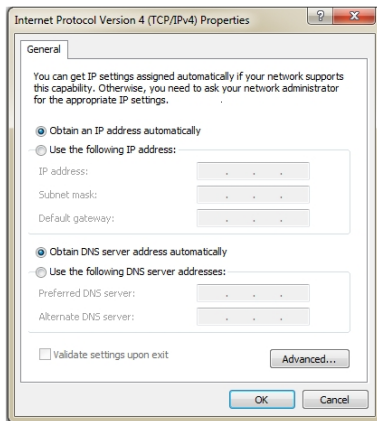 Internet Protocol Version 4 (TCP/IPv4) Properties
General
You can get IP settings assigned automatically if your network supports
this capability. Otherwise, you need to ask your network administrator
for the appropriate IP settings.
Obtain an IP address automatically
Use the following IP address:
IP address:
Subnet mask:
Default gateway:
Obtain DNS server address automatically
Use the following DNS server addresses:
Preferred DNS server:
Alternate DNS server:
Validate settings upon exit
Advanced...
OK Cancel